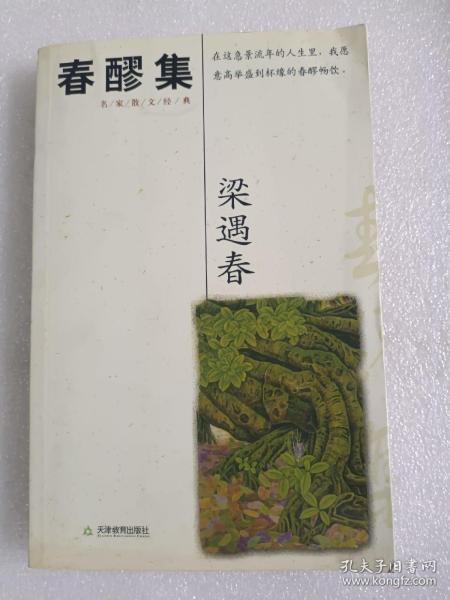 春醪集
名/家/散/文/经/典
在这急景流年的人生里，我愿
意高举盛到杯缘的春醪畅饮．
梁遇春
天津教育出版社
孔夫子旧书网
www.kongfz.com